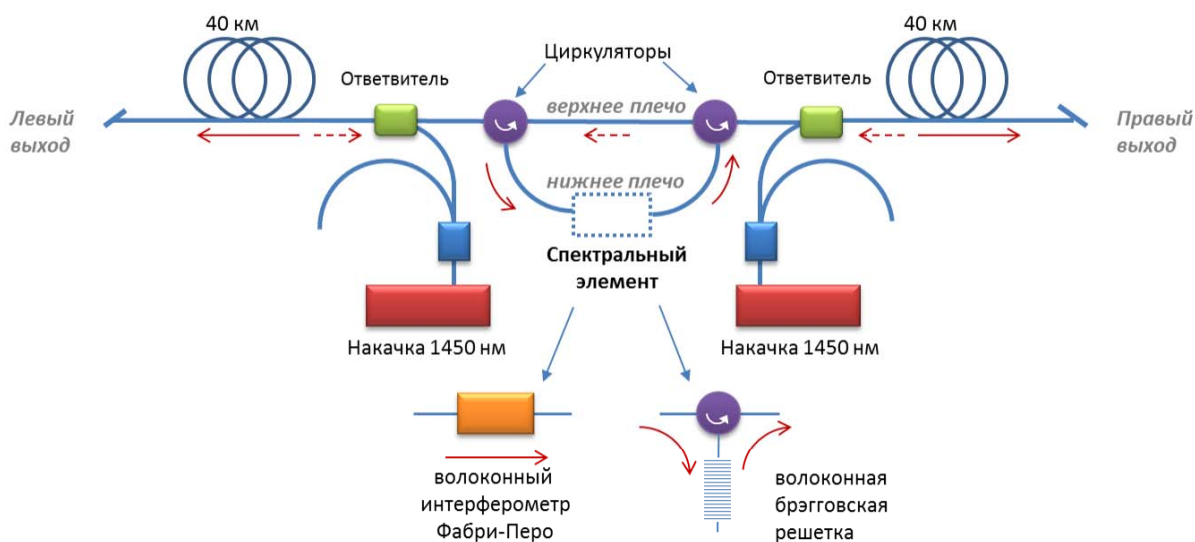 40 км
40 км
Циркуляторы
Ответвитель
Ответвитель
верхнее плечо
Левый
выход
Правый
выход
нижнее плечо
Спектральный
элемент
Накачка 1450 нм
Накачка 1450 нм
волоконный
интерферометр
Фабри-Перо
волоконная
брэгговская
решетка